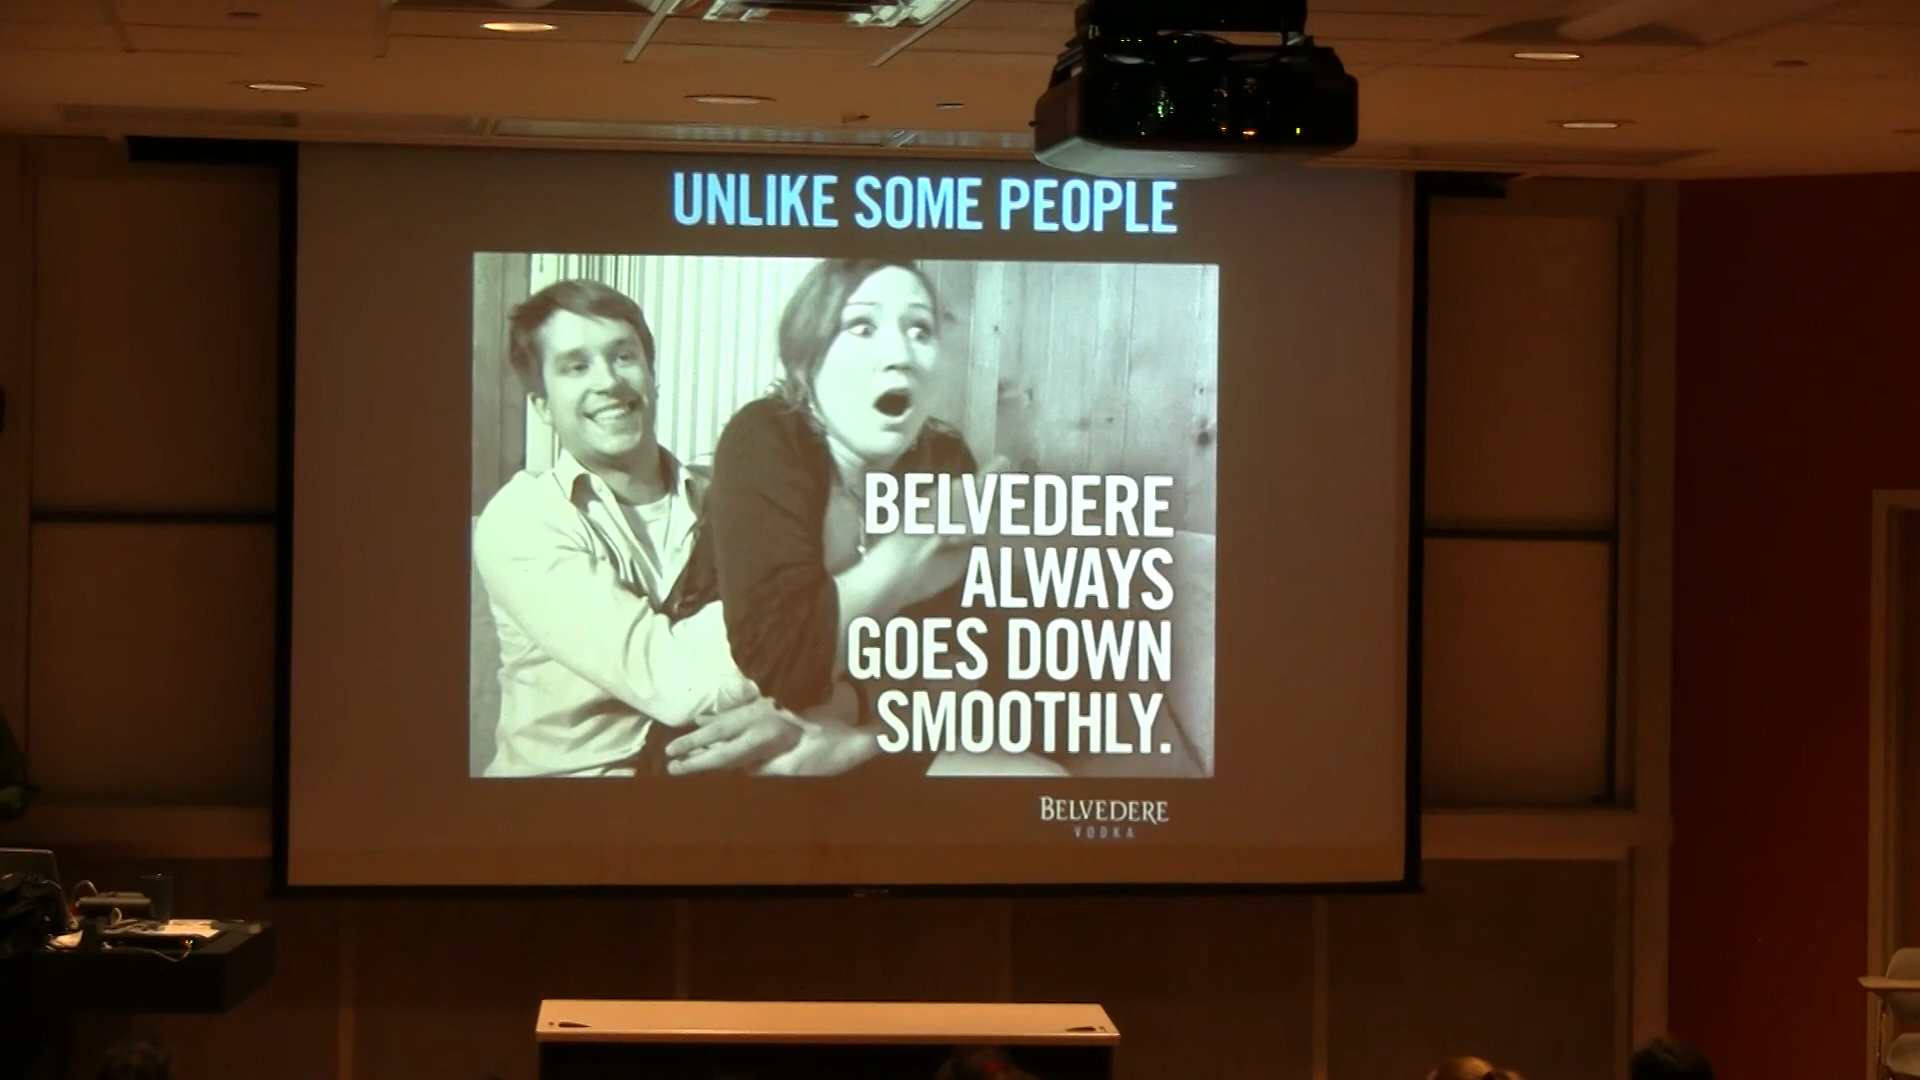 UNLIKE SOME PEOPLE
BELVEDERE
ALWAYS
GOES DOWN
SMOOTHLY.
BELVEDERE
VODKA